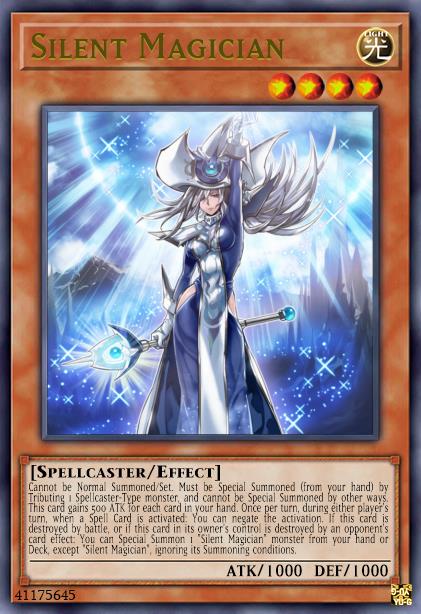 Silent Magician
LIGHT
光
[Spellcaster/Effect]
Cannot be Normal Summoned/Set. Must be Special Summoned (from your hand) by
Tributing 1 Spellcaster-Type monster, and cannot be Special Summoned by other ways.
This card gains 500 ATK for each card in your hand. Once per turn, during either player's
turn, when a Spell Card is activated: You can negate the activation. If this card is
destroyed by battle, or if this card in its owner's control is destroyed by an opponent's
card effect: You can Special Summon 1 "Silent Magician" monster from your hand or
Deck, except "Silent Magician", ignoring its Summoning conditions.
ATK/1000 DEF/1000
41175645